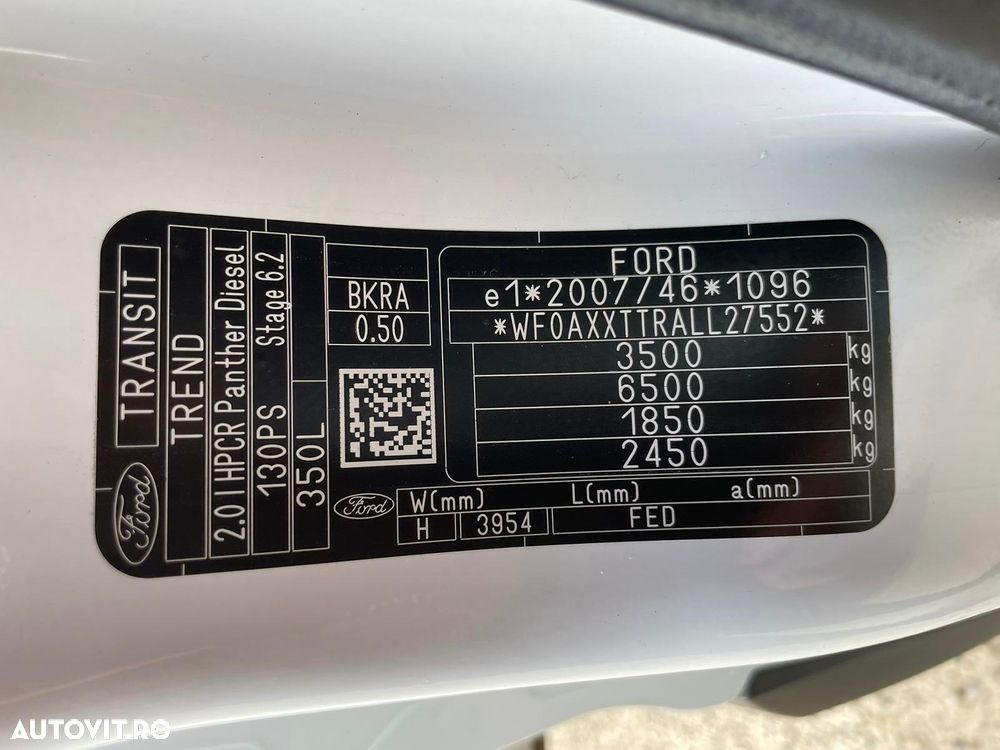 Ford
TRANSIT
TREND
2.0 l HPCR Panther Diesel
130PS Stage 6.2
350L
BKRA
0.50
Ford
FORD
e1*2007/46*1096
*WF0AXXTTRALL27552*
3500 kg
6500 kg
1850 kg
2450 kg
W(mm) L(mm) a(mm)
H 3954 FED
AUTOVIT.RO